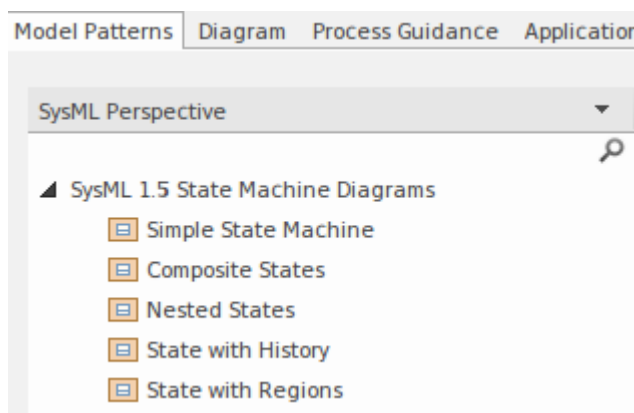 Model Patterns Diagram Process Guidance Application
SysML Perspective
SysML 1.5 State Machine Diagrams
Simple State Machine
Composite States
Nested States
State with History
State with Regions